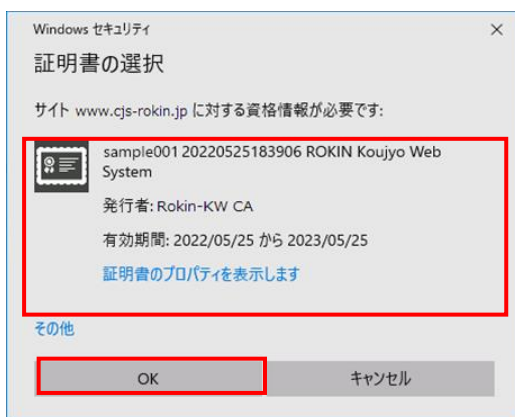 Windows セキュリティ
証明書の選択
サイト www.cjs-rokin.jp に対する資格情報が必要です:
sample001 20220525183906 ROKIN Koujyo Web
System
発行者: Rokin-KW CA
有効期間: 2022/05/25 から 2023/05/25
証明書のプロパティを表示します
その他
OK
キャンセル